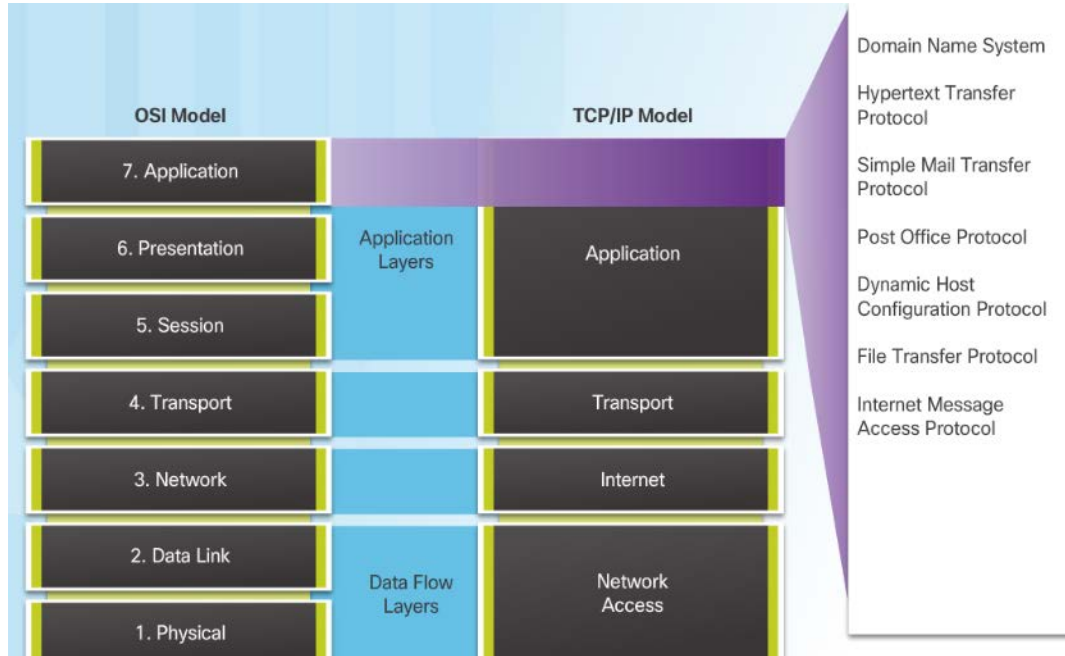 OSI Model
TCP/IP Model
7. Application
6. Presentation
5. Session
4. Transport
3. Network
2. Data Link
1. Physical
Application
Layers
Data Flow
Layers
Application
Transport
Internet
Network
Access
Domain Name System
Hypertext Transfer
Protocol
Simple Mail Transfer
Protocol
Post Office Protocol
Dynamic Host
Configuration Protocol
File Transfer Protocol
Internet Message
Access Protocol